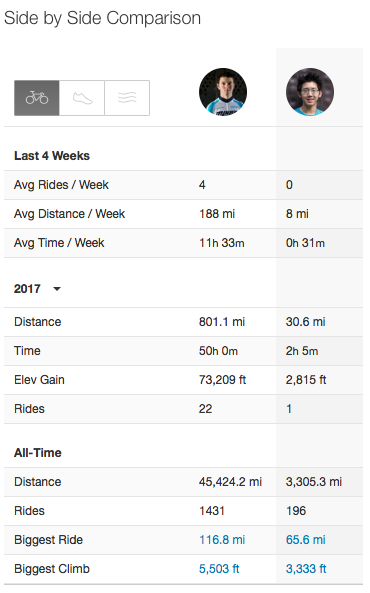 Side by Side Comparison
Last 4 Weeks
Avg Rides / Week 4 0
Avg Distance / Week 188 mi 8 mi
Avg Time / Week 11h 33m 0h 31m
2017
Distance 801.1 mi 30.6 mi
Time 50h 0m 2h 5m
Elev Gain 73,209 ft 2,815 ft
Rides 22 1
All-Time
Distance 45,424.2 mi 3,305.3 mi
Rides 1431 196
Biggest Ride 116.8 mi 65.6 mi
Biggest Climb 5,503 ft 3,333 ft